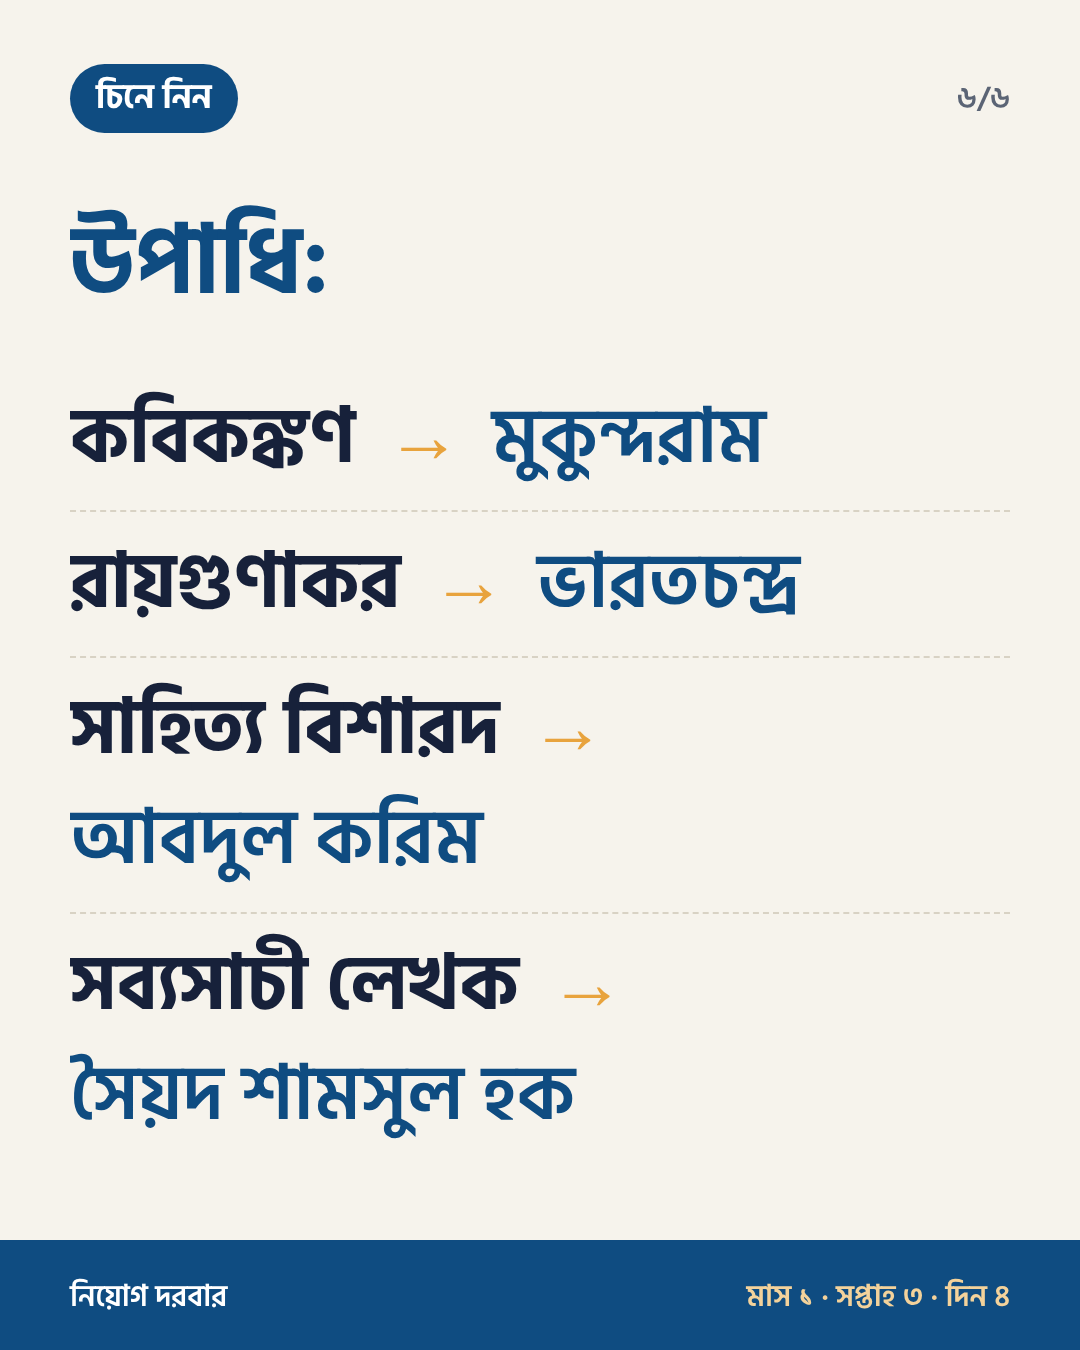 চিনে নিন
৬/৬
উপাধি:
কবিকঙ্কণ → মুকুন্দরাম
রায়গুণাকর → ভারতচন্দ্র
সাহিত্য বিশারদ →
আবদুল করিম
সব্যসাচী লেখক →
সৈয়দ শামসুল হক
নিয়োগ দরবার
মাস ১ · সপ্তাহ ৩ · দিন ৪